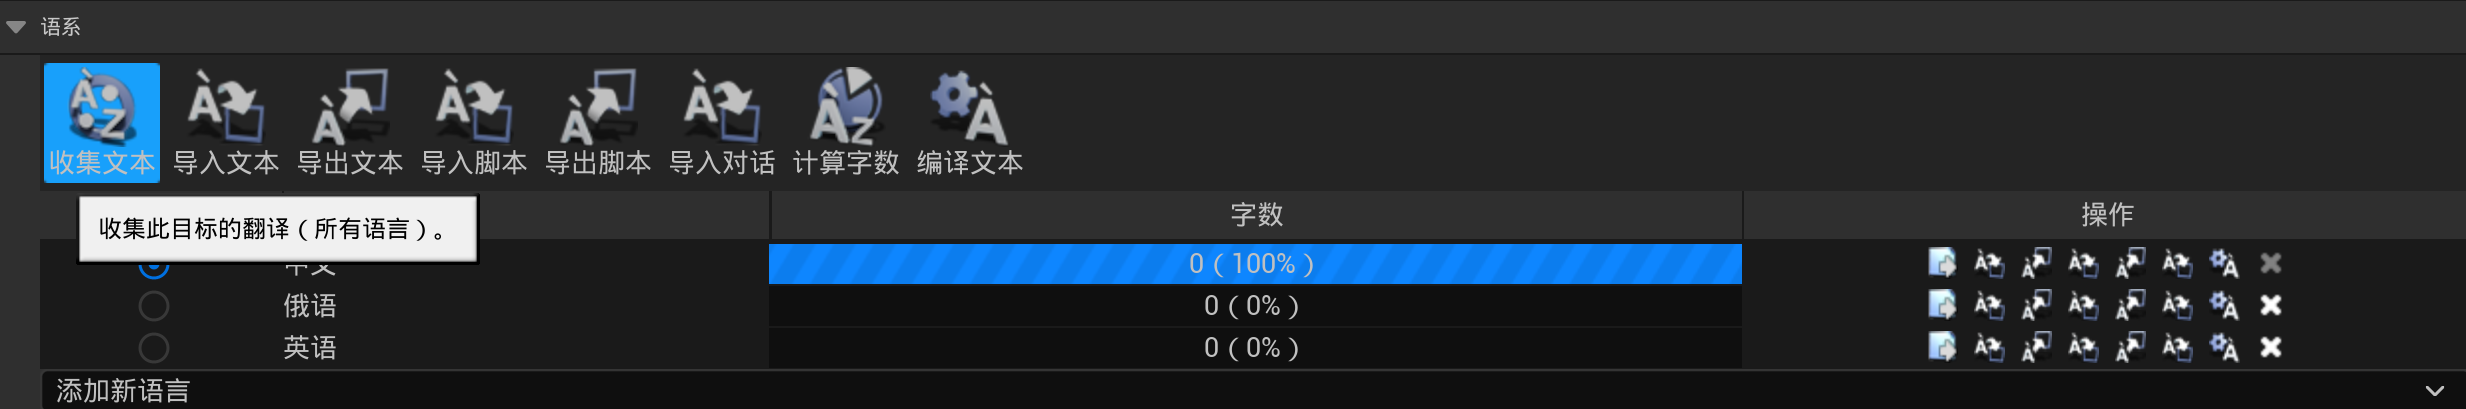 语系
收集文本 导入文本 导出文本 导入脚本 导出脚本 导入对话 计算字数 编译文本
收集此目标的翻译（所有语言）。
字数 操作
中文 0（100%）
俄语 0（0%）
英语 0（0%）
添加新语言